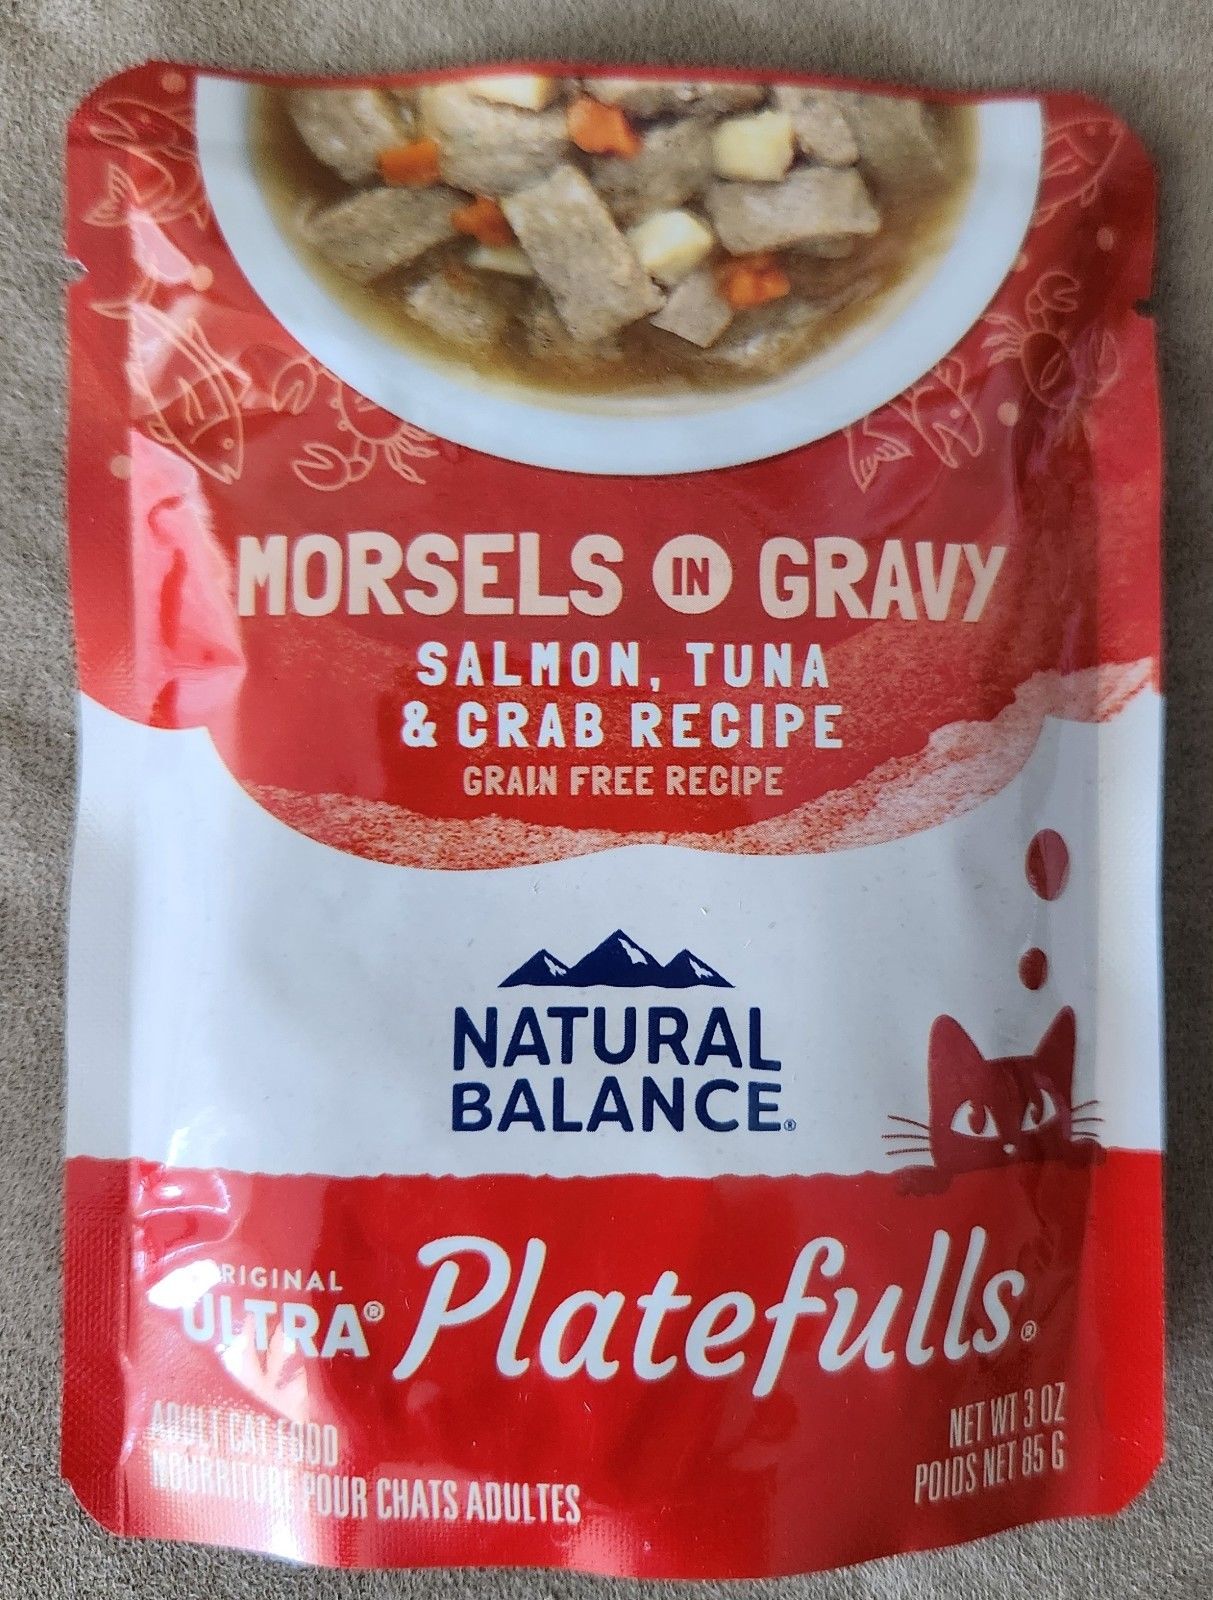 MORSELS IN GRAVY
SALMON, TUNA
& CRAB RECIPE
GRAIN FREE RECIPE
NATURAL
BALANCE®
ORIGINAL
ULTRA® Platefulls®
ADULT CAT FOOD
NOURRITURE POUR CHATS ADULTES
NET WT 3 OZ
POIDS NET 85 G